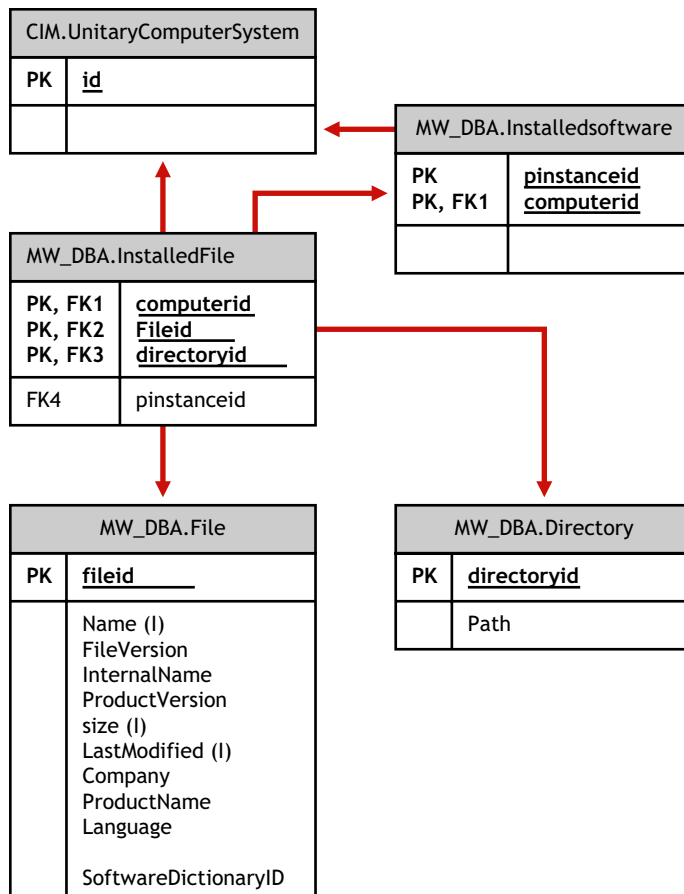 CIM.UnitaryComputerSystem
PK id
MW_DBA.Installedsoftware
PK pinstanceid
PK, FK1 computerid
MW_DBA.InstalledFile
PK, FK1 computerid
PK, FK2 Fileid
PK, FK3 directoryid
FK4 pinstanceid
MW_DBA.File
PK fileid
Name (I)
FileVersion
InternalName
ProductVersion
size (I)
LastModified (I)
Company
ProductName
Language
SoftwareDictionaryID
MW_DBA.Directory
PK directoryid
Path